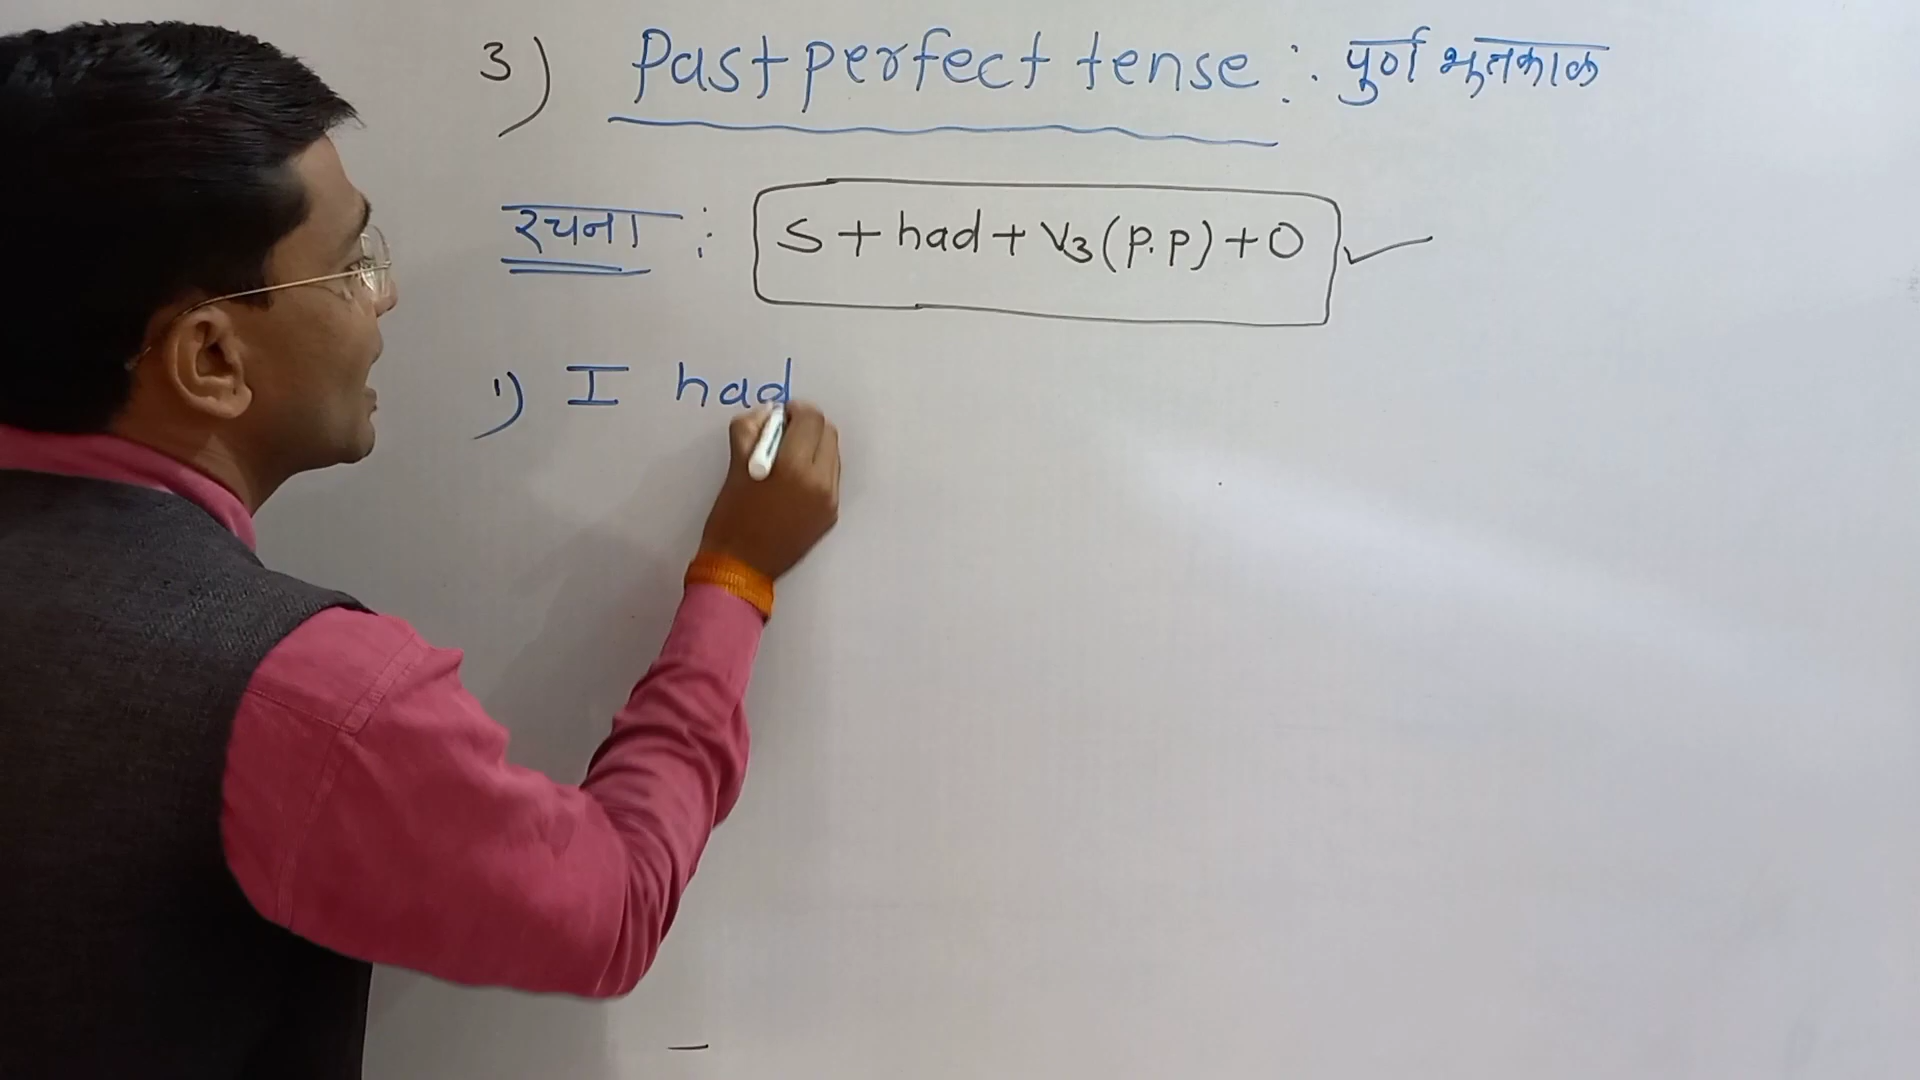 3) Past perfect tense : पुर्ण भूतकाळ
रचना : S + had + V3 (p.p) + O
1) I had